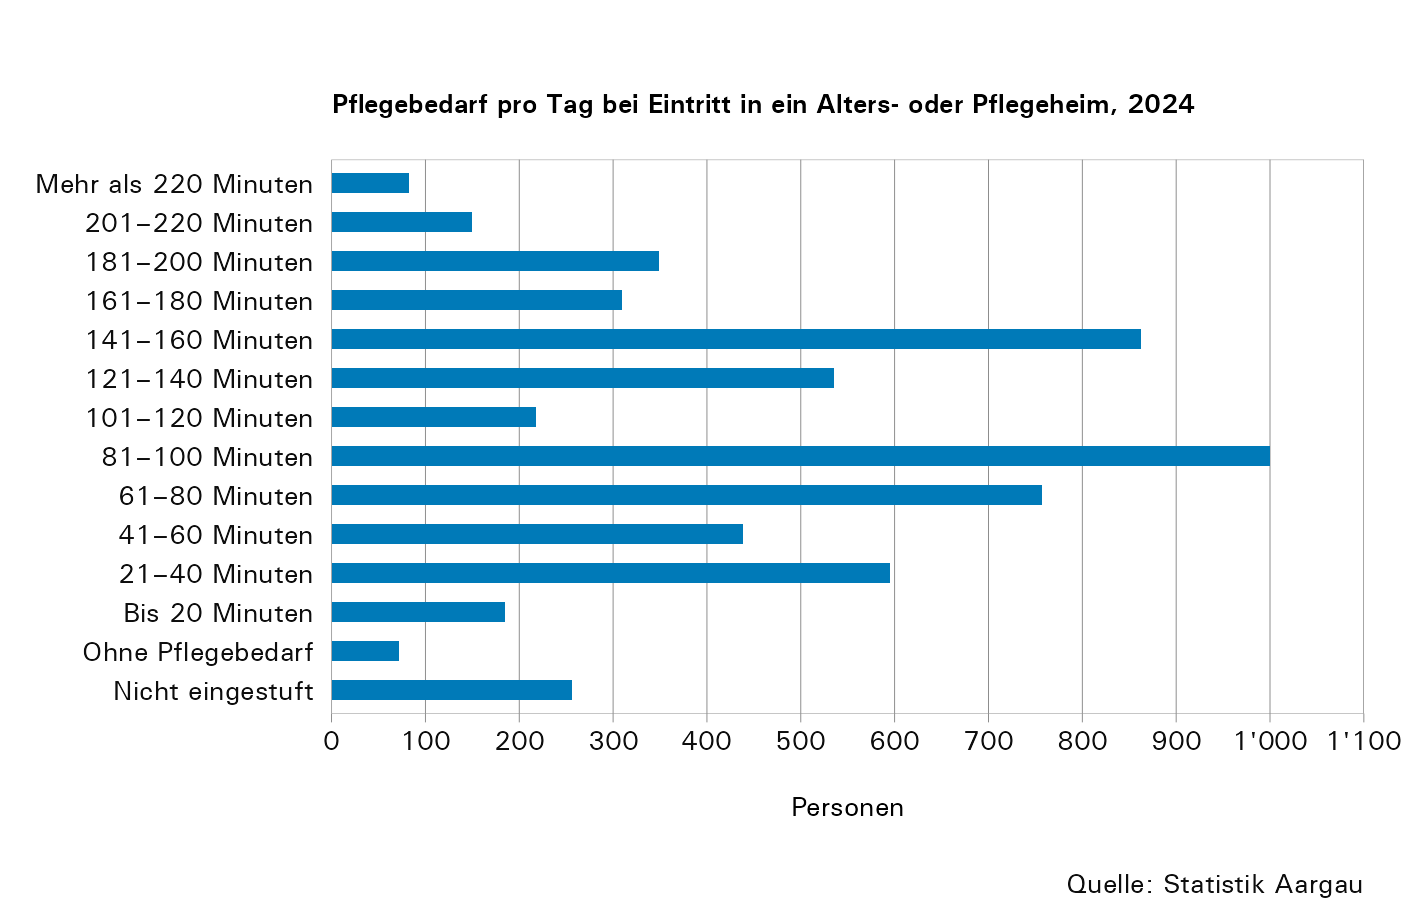 Pflegebedarf pro Tag bei Eintritt in ein Alters- oder Pflegeheim, 2024
Mehr als 220 Minuten
201–220 Minuten
181–200 Minuten
161–180 Minuten
141–160 Minuten
121–140 Minuten
101–120 Minuten
81–100 Minuten
61–80 Minuten
41–60 Minuten
21–40 Minuten
Bis 20 Minuten
Ohne Pflegebedarf
Nicht eingestuft
0 100 200 300 400 500 600 700 800 900 1'000 1'100
Personen
Quelle: Statistik Aargau